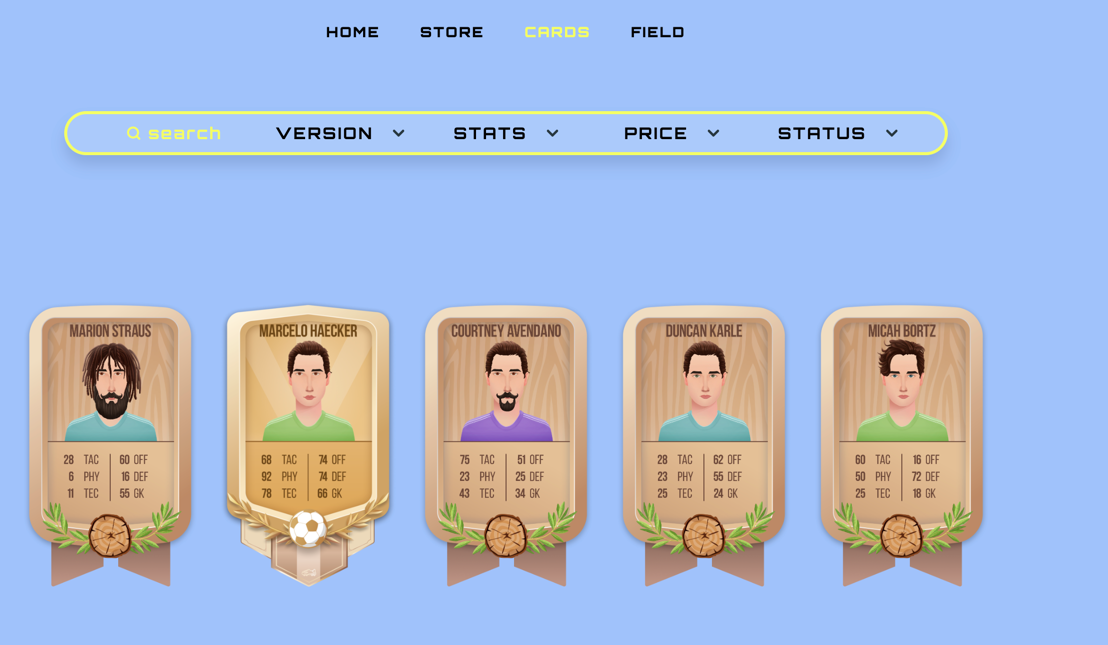 HOME STORE CARDS FIELD
search VERSION STATS PRICE STATUS
MARION STRAUS
28 TAC 60 OFF
6 PHY 16 DEF
11 TEC 55 GK
MARCELO HAECKER
68 TAC 74 OFF
92 PHY 74 DEF
78 TEC 66 GK
COURTNEY AVENDANO
75 TAC 51 OFF
23 PHY 25 DEF
43 TEC 34 GK
DUNCAN KARLE
28 TAC 62 OFF
23 PHY 55 DEF
25 TEC 24 GK
MICAH BORTZ
60 TAC 16 OFF
50 PHY 72 DEF
25 TEC 18 GK